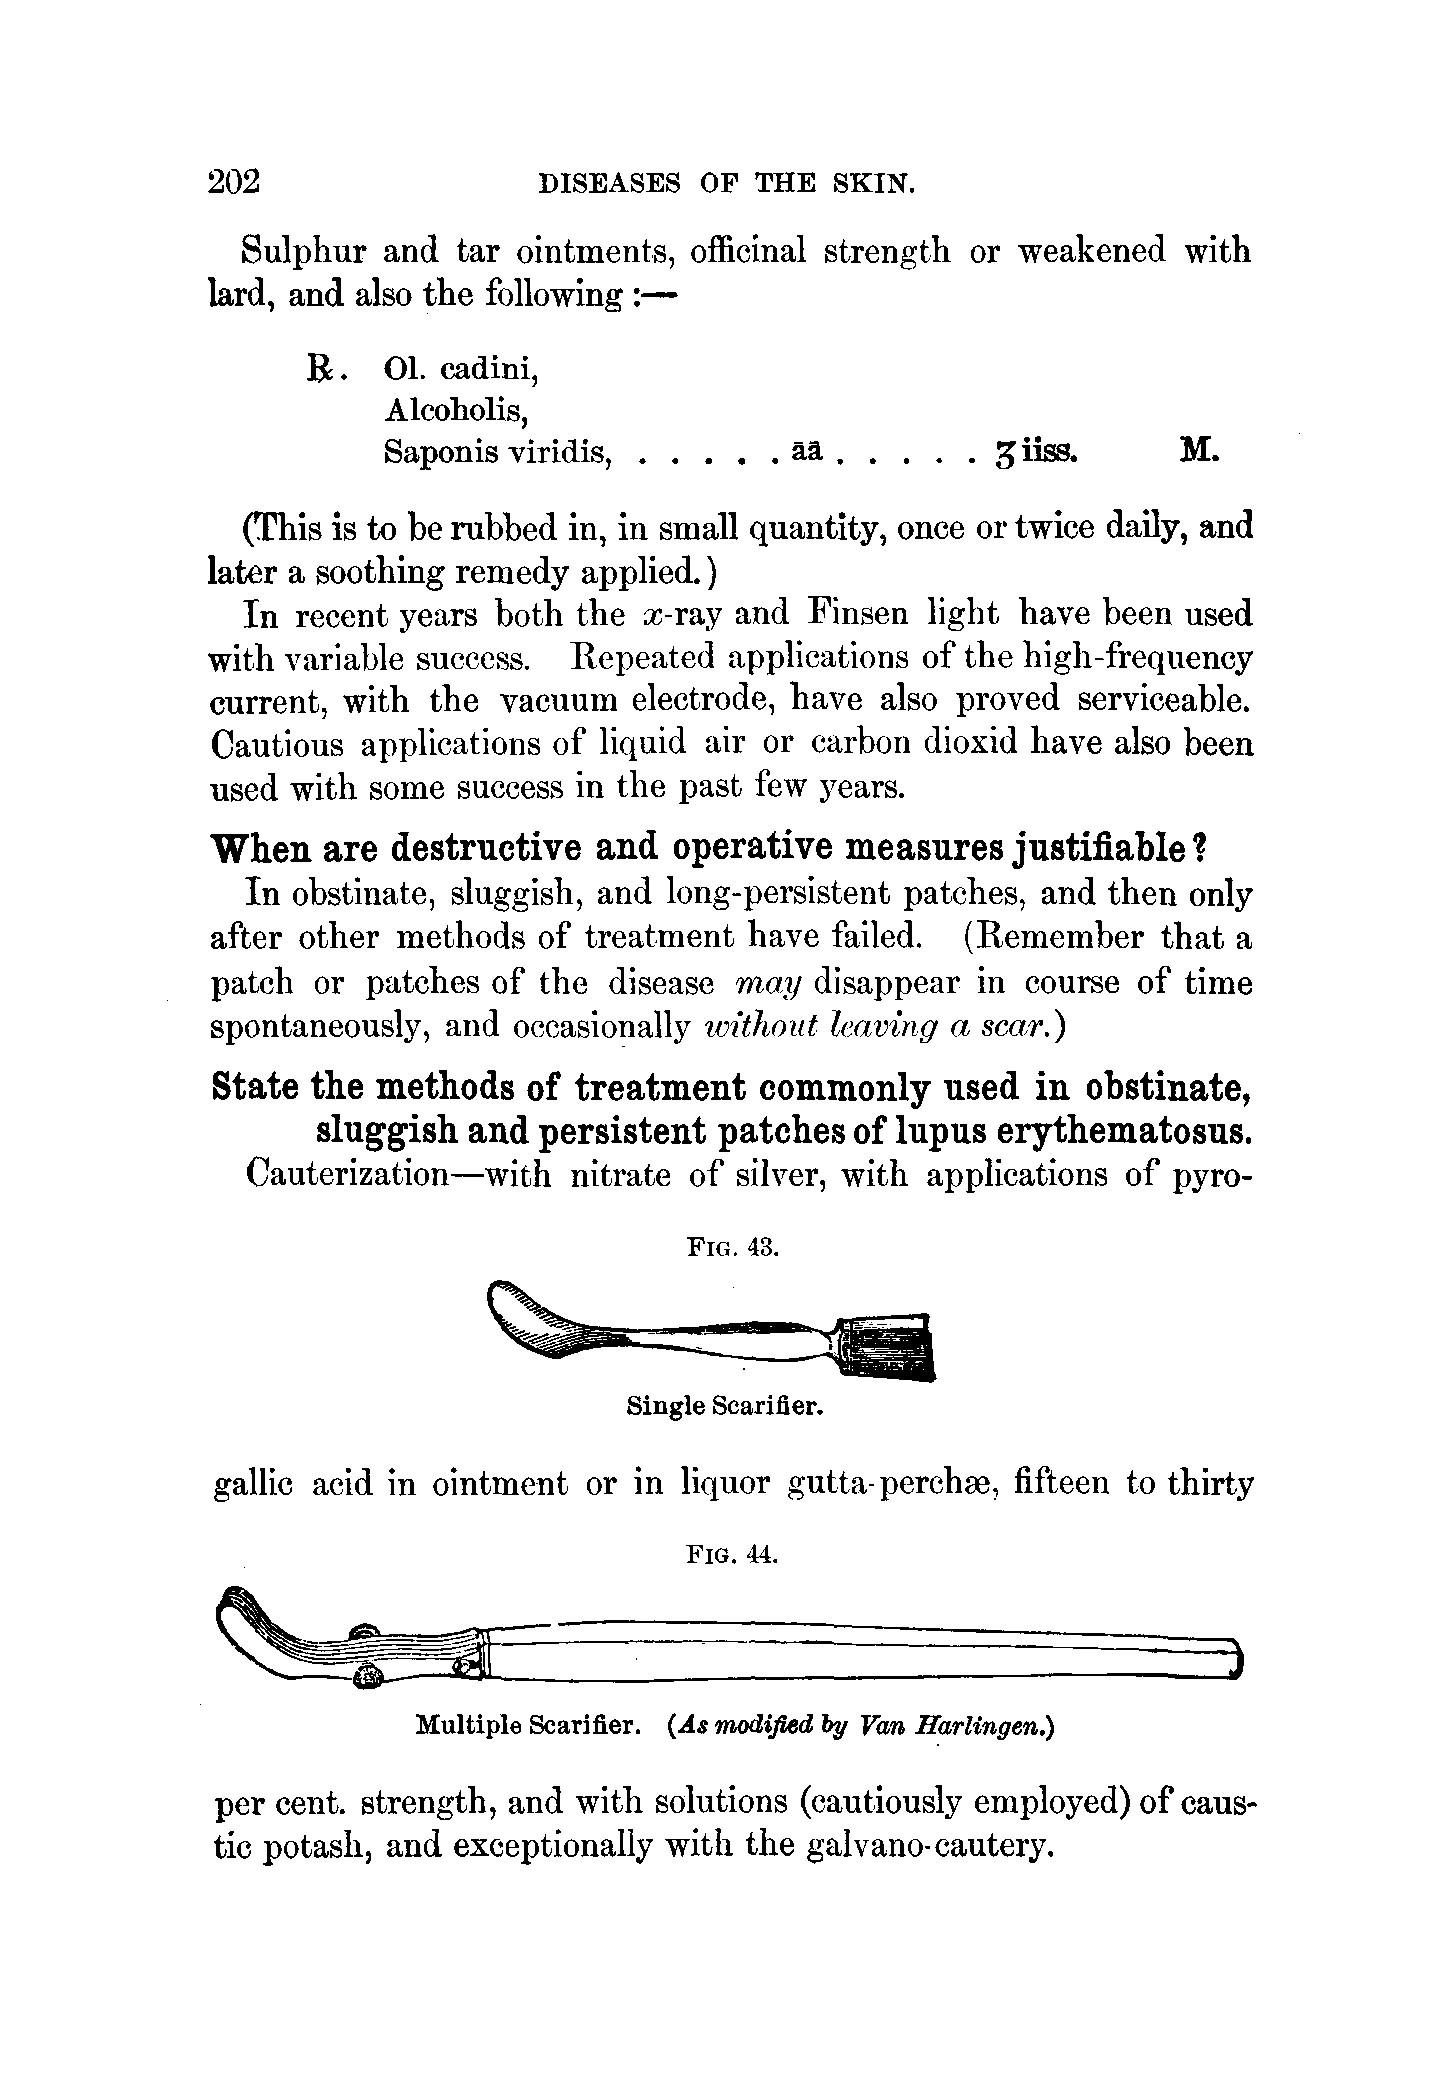 202 DISEASES OF THE SKIN.
Sulphur and tar ointments, officinal strength or weakened with
lard, and also the following :—
℞. Ol. cadini,
Alcoholis,
Saponis viridis, . . . . . āā . . . . . ʒiiss. M.
(This is to be rubbed in, in small quantity, once or twice daily, and
later a soothing remedy applied.)
In recent years both the x-ray and Finsen light have been used
with variable success. Repeated applications of the high-frequency
current, with the vacuum electrode, have also proved serviceable.
Cautious applications of liquid air or carbon dioxid have also been
used with some success in the past few years.
When are destructive and operative measures justifiable?
In obstinate, sluggish, and long-persistent patches, and then only
after other methods of treatment have failed. (Remember that a
patch or patches of the disease may disappear in course of time
spontaneously, and occasionally without leaving a scar.)
State the methods of treatment commonly used in obstinate,
sluggish and persistent patches of lupus erythematosus.
Cauterization—with nitrate of silver, with applications of pyro-
FIG. 43.
Single Scarifier.
gallic acid in ointment or in liquor gutta-perchæ, fifteen to thirty
FIG. 44.
Multiple Scarifier. (As modified by Van Harlingen.)
per cent. strength, and with solutions (cautiously employed) of caus-
tic potash, and exceptionally with the galvano-cautery.